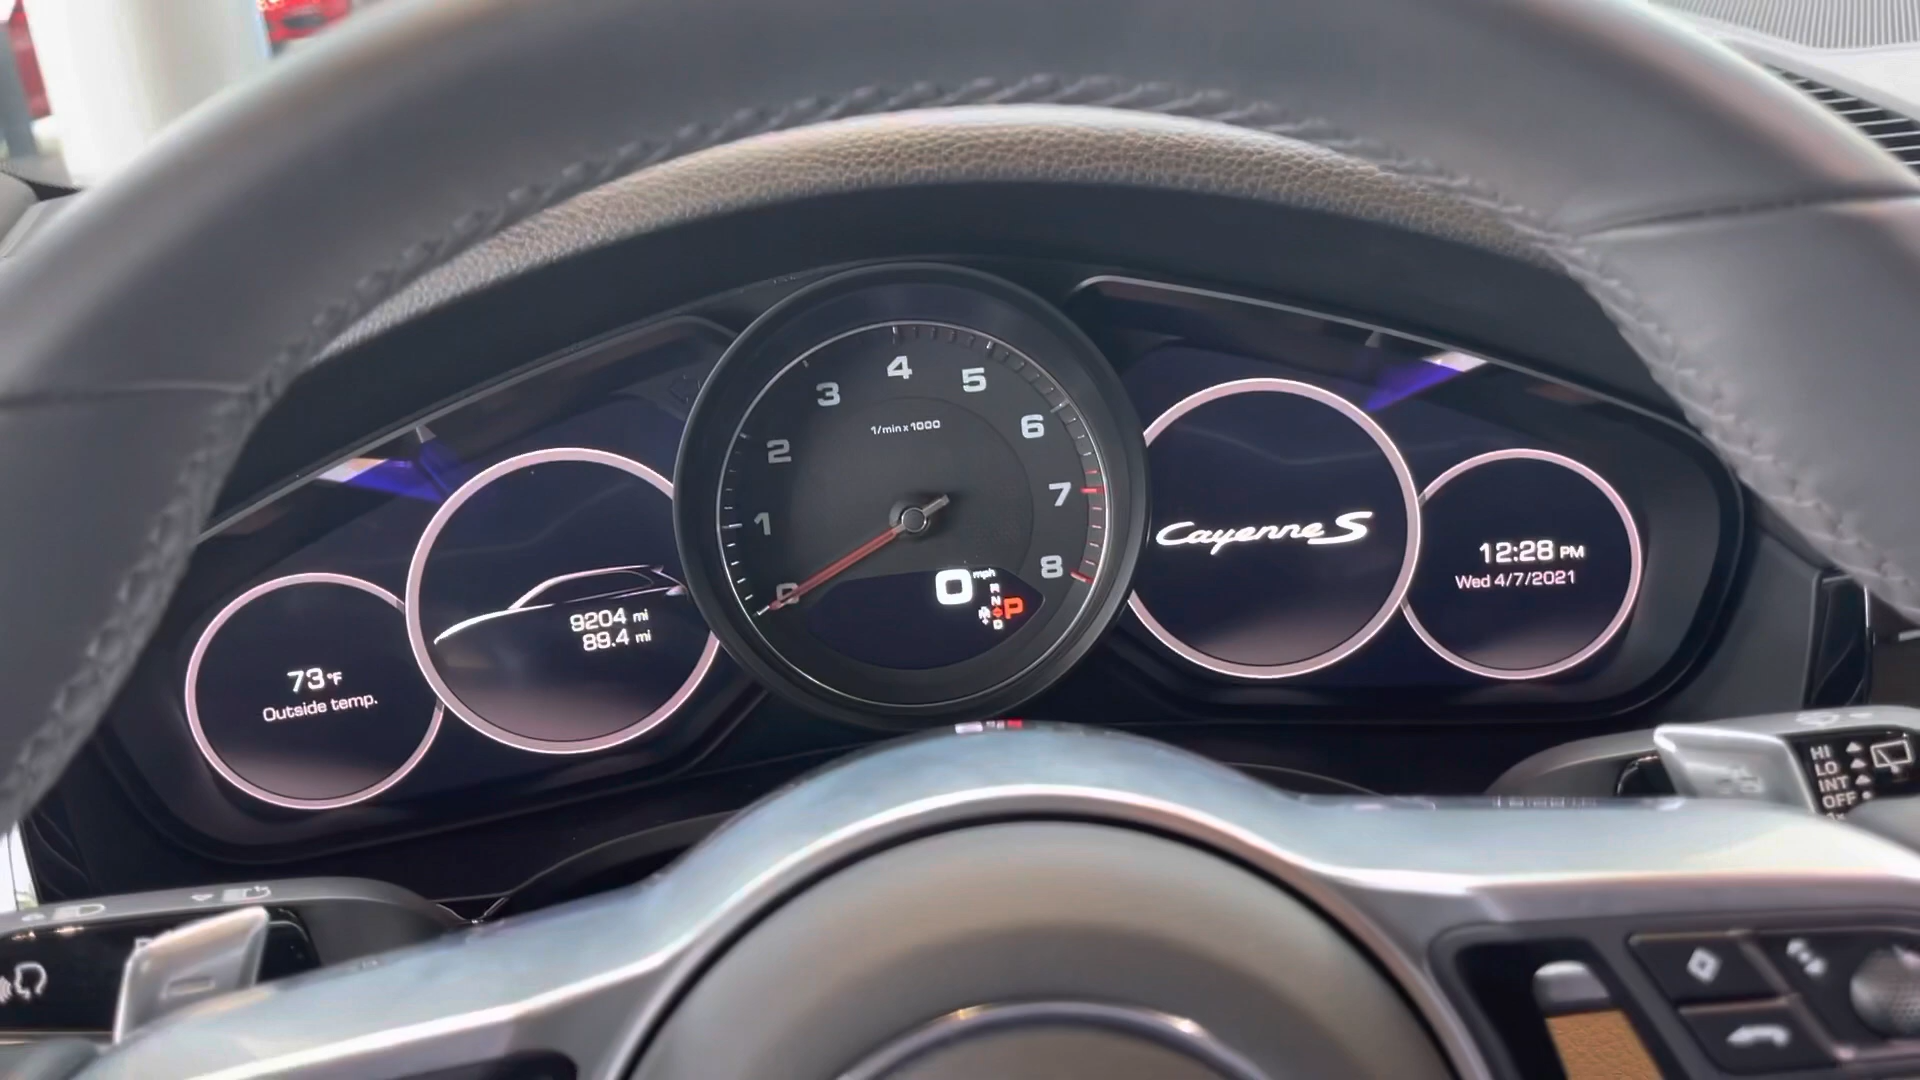 73°F
Outside temp.
9204 mi
89.4 mi
0
1
2
3
4
5
6
7
8
1/min x 1000
0 mph
R
N
D
P
Cayenne S
12:28 PM
Wed 4/7/2021
HI
LO
INT
OFF